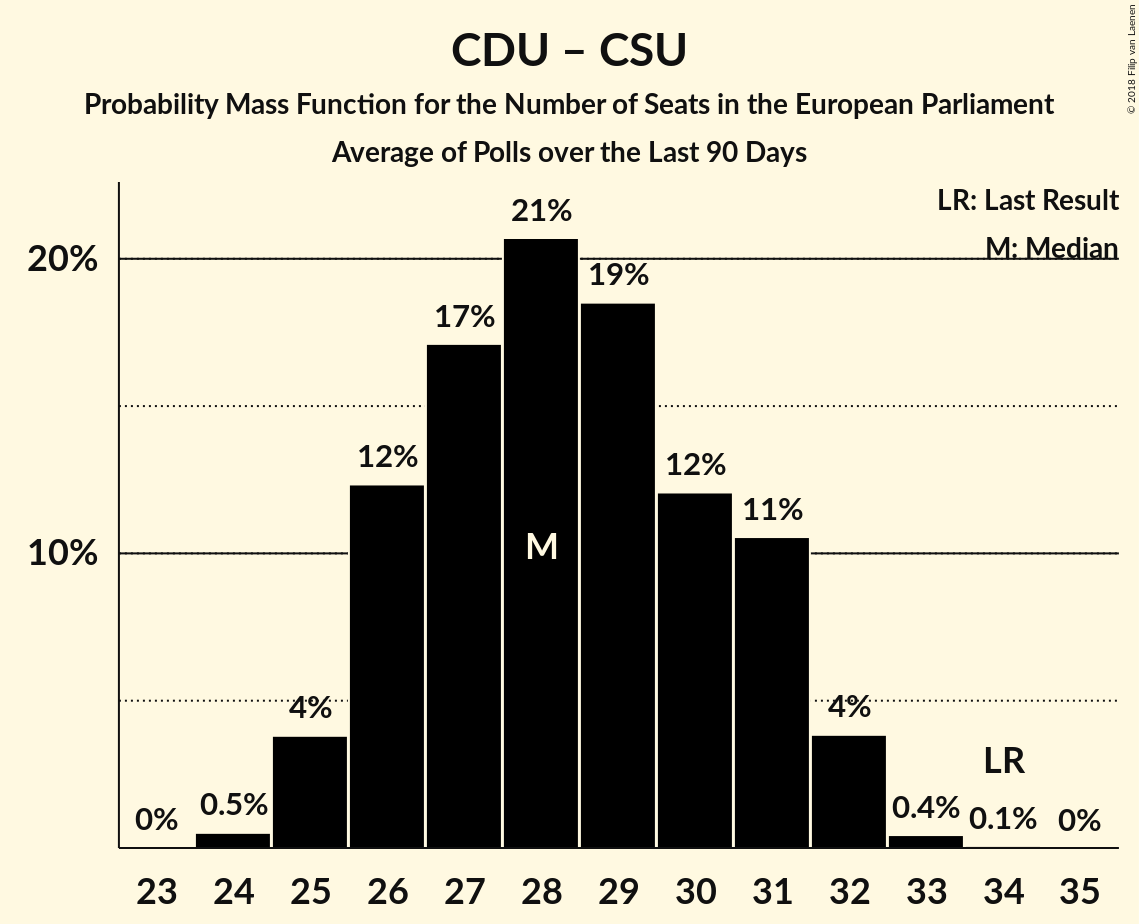 CDU – CSU
Probability Mass Function for the Number of Seats in the European Parliament
Average of Polls over the Last 90 Days
© 2018 Filip van Laenen
LR: Last Result
M: Median
20%
10%
0%
0.5%
4%
12%
17%
21%
19%
12%
11%
4%
0.4%
0.1%
0%
M
LR
23 24 25 26 27 28 29 30 31 32 33 34 35